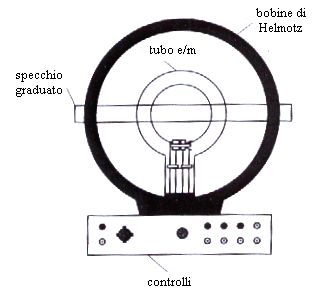 bobine di
Helmotz
tubo e/m
specchio
graduato
controlli